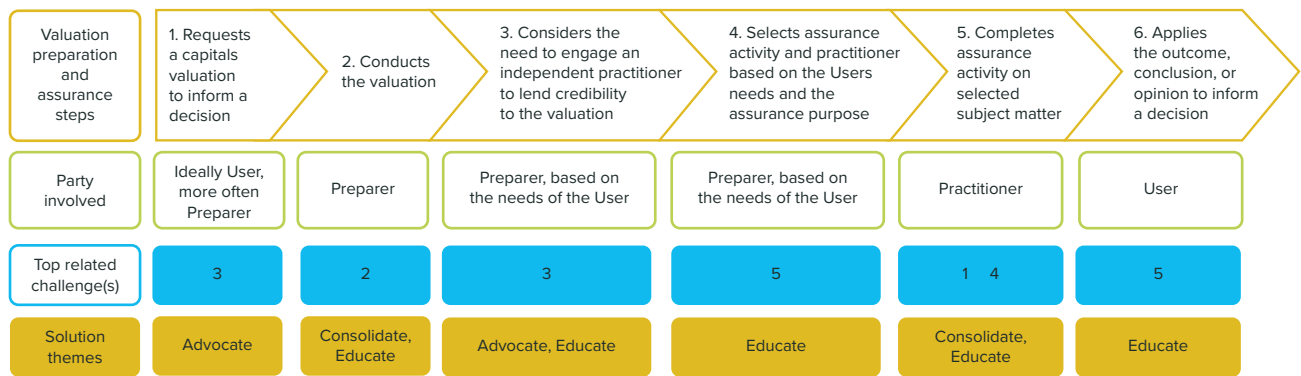 Valuation
preparation
and
assurance
steps
1. Requests
a capitals
valuation
to inform a
decision
2. Conducts
the valuation
3. Considers the
need to engage an
independent practitioner
to lend credibility
to the valuation
4. Selects assurance
activity and practitioner
based on the Users
needs and the
assurance purpose
5. Completes
assurance
activity on
selected
subject matter
6. Applies
the outcome,
conclusion, or
opinion to inform
a decision
Party
involved
Ideally User,
more often
Preparer
Preparer
Preparer, based on
the needs of the User
Preparer, based on
the needs of the User
Practitioner
User
Top related
challenge(s)
3
2
3
5
1 4
5
Solution
themes
Advocate
Consolidate,
Educate
Advocate, Educate
Educate
Consolidate,
Educate
Educate